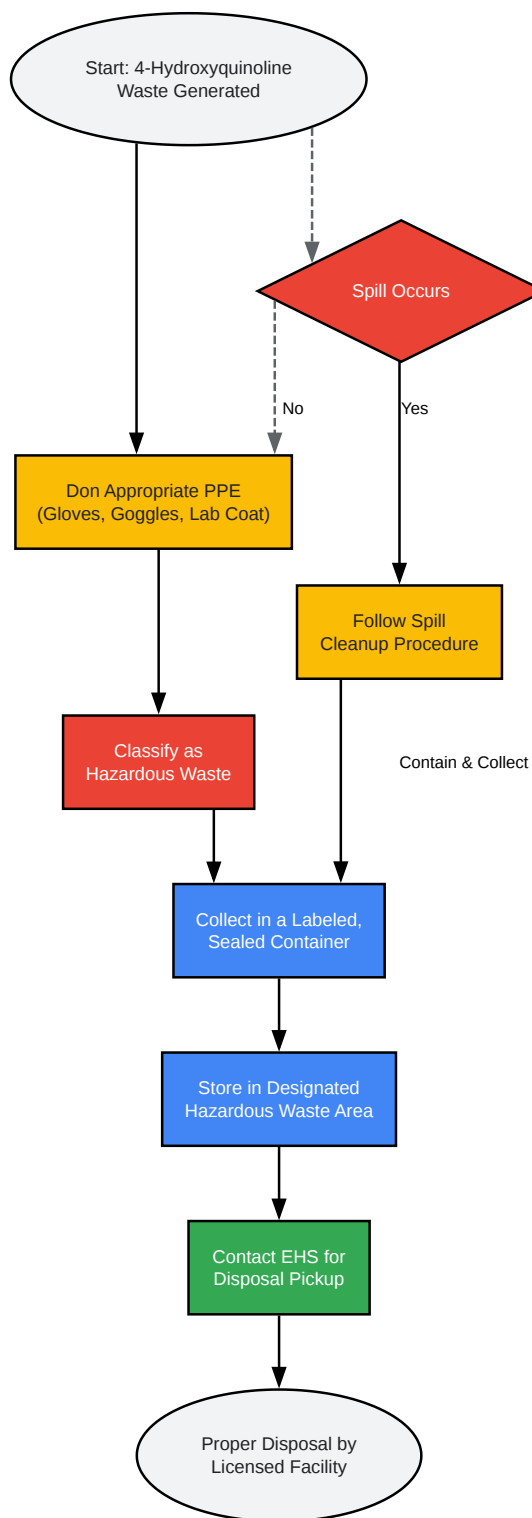 Start: 4-Hydroxyquinoline
Waste Generated
Spill Occurs
No
Yes
Don Appropriate PPE
(Gloves, Goggles, Lab Coat)
Follow Spill
Cleanup Procedure
Classify as
Hazardous Waste
Contain & Collect
Collect in a Labeled,
Sealed Container
Store in Designated
Hazardous Waste Area
Contact EHS for
Disposal Pickup
Proper Disposal by
Licensed Facility